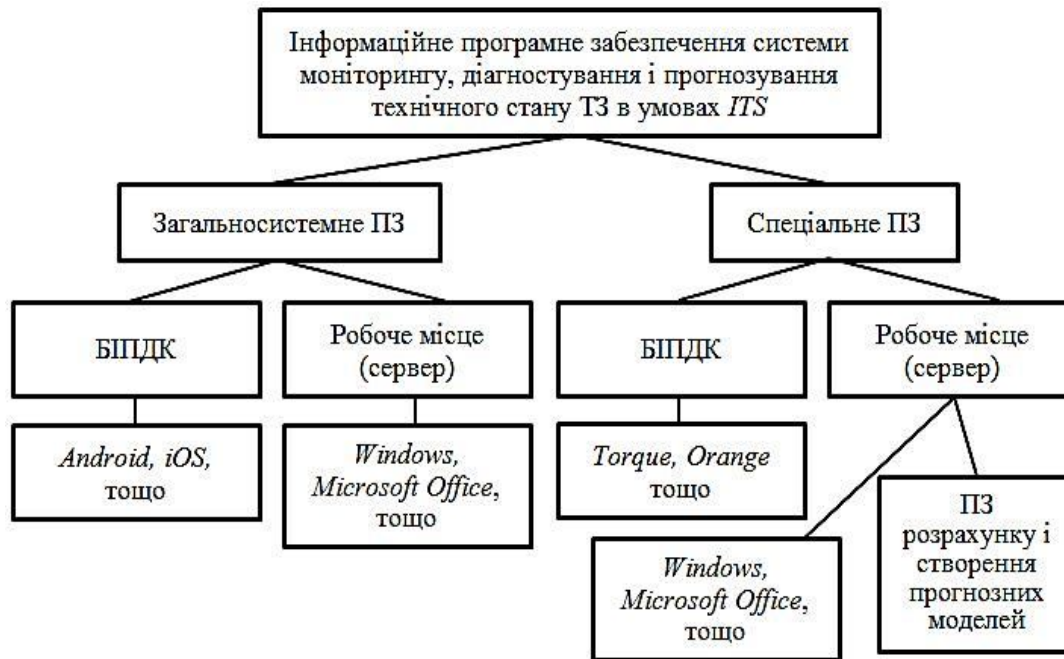 Інформаційне програмне забезпечення системи
моніторингу, діагностування і прогнозування
технічного стану ТЗ в умовах ITS
Загальносистемне ПЗ
Спеціальне ПЗ
БІПДК
Робоче місце
(сервер)
БІПДК
Робоче місце
(сервер)
Android, iOS,
тощо
Windows,
Microsoft Office,
тощо
Torque, Orange
тощо
Windows,
Microsoft Office,
тощо
ПЗ
розрахунку і
створення
прогнозних
моделей